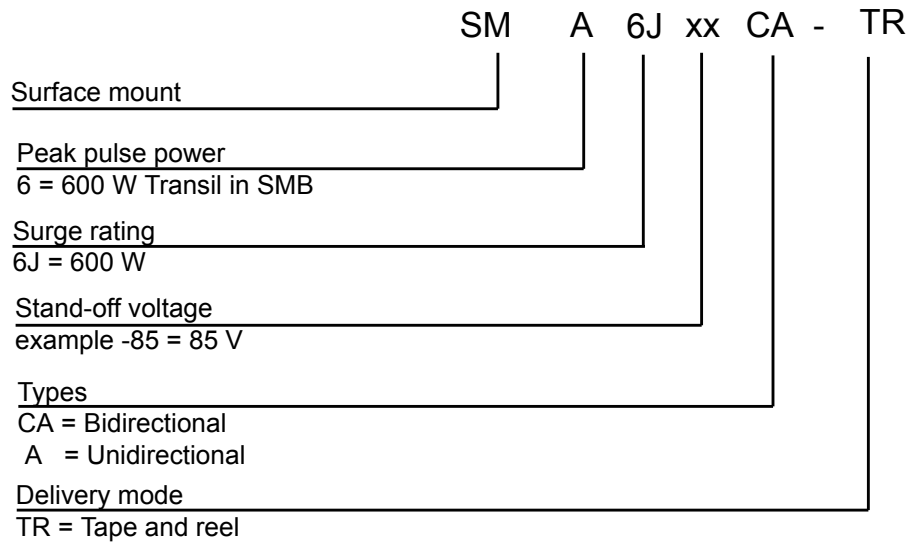 SM A 6J xx CA - TR
Surface mount
Peak pulse power
6 = 600 W Transil in SMB
Surge rating
6J = 600 W
Stand-off voltage
example -85 = 85 V
Types
CA = Bidirectional
A = Unidirectional
Delivery mode
TR = Tape and reel